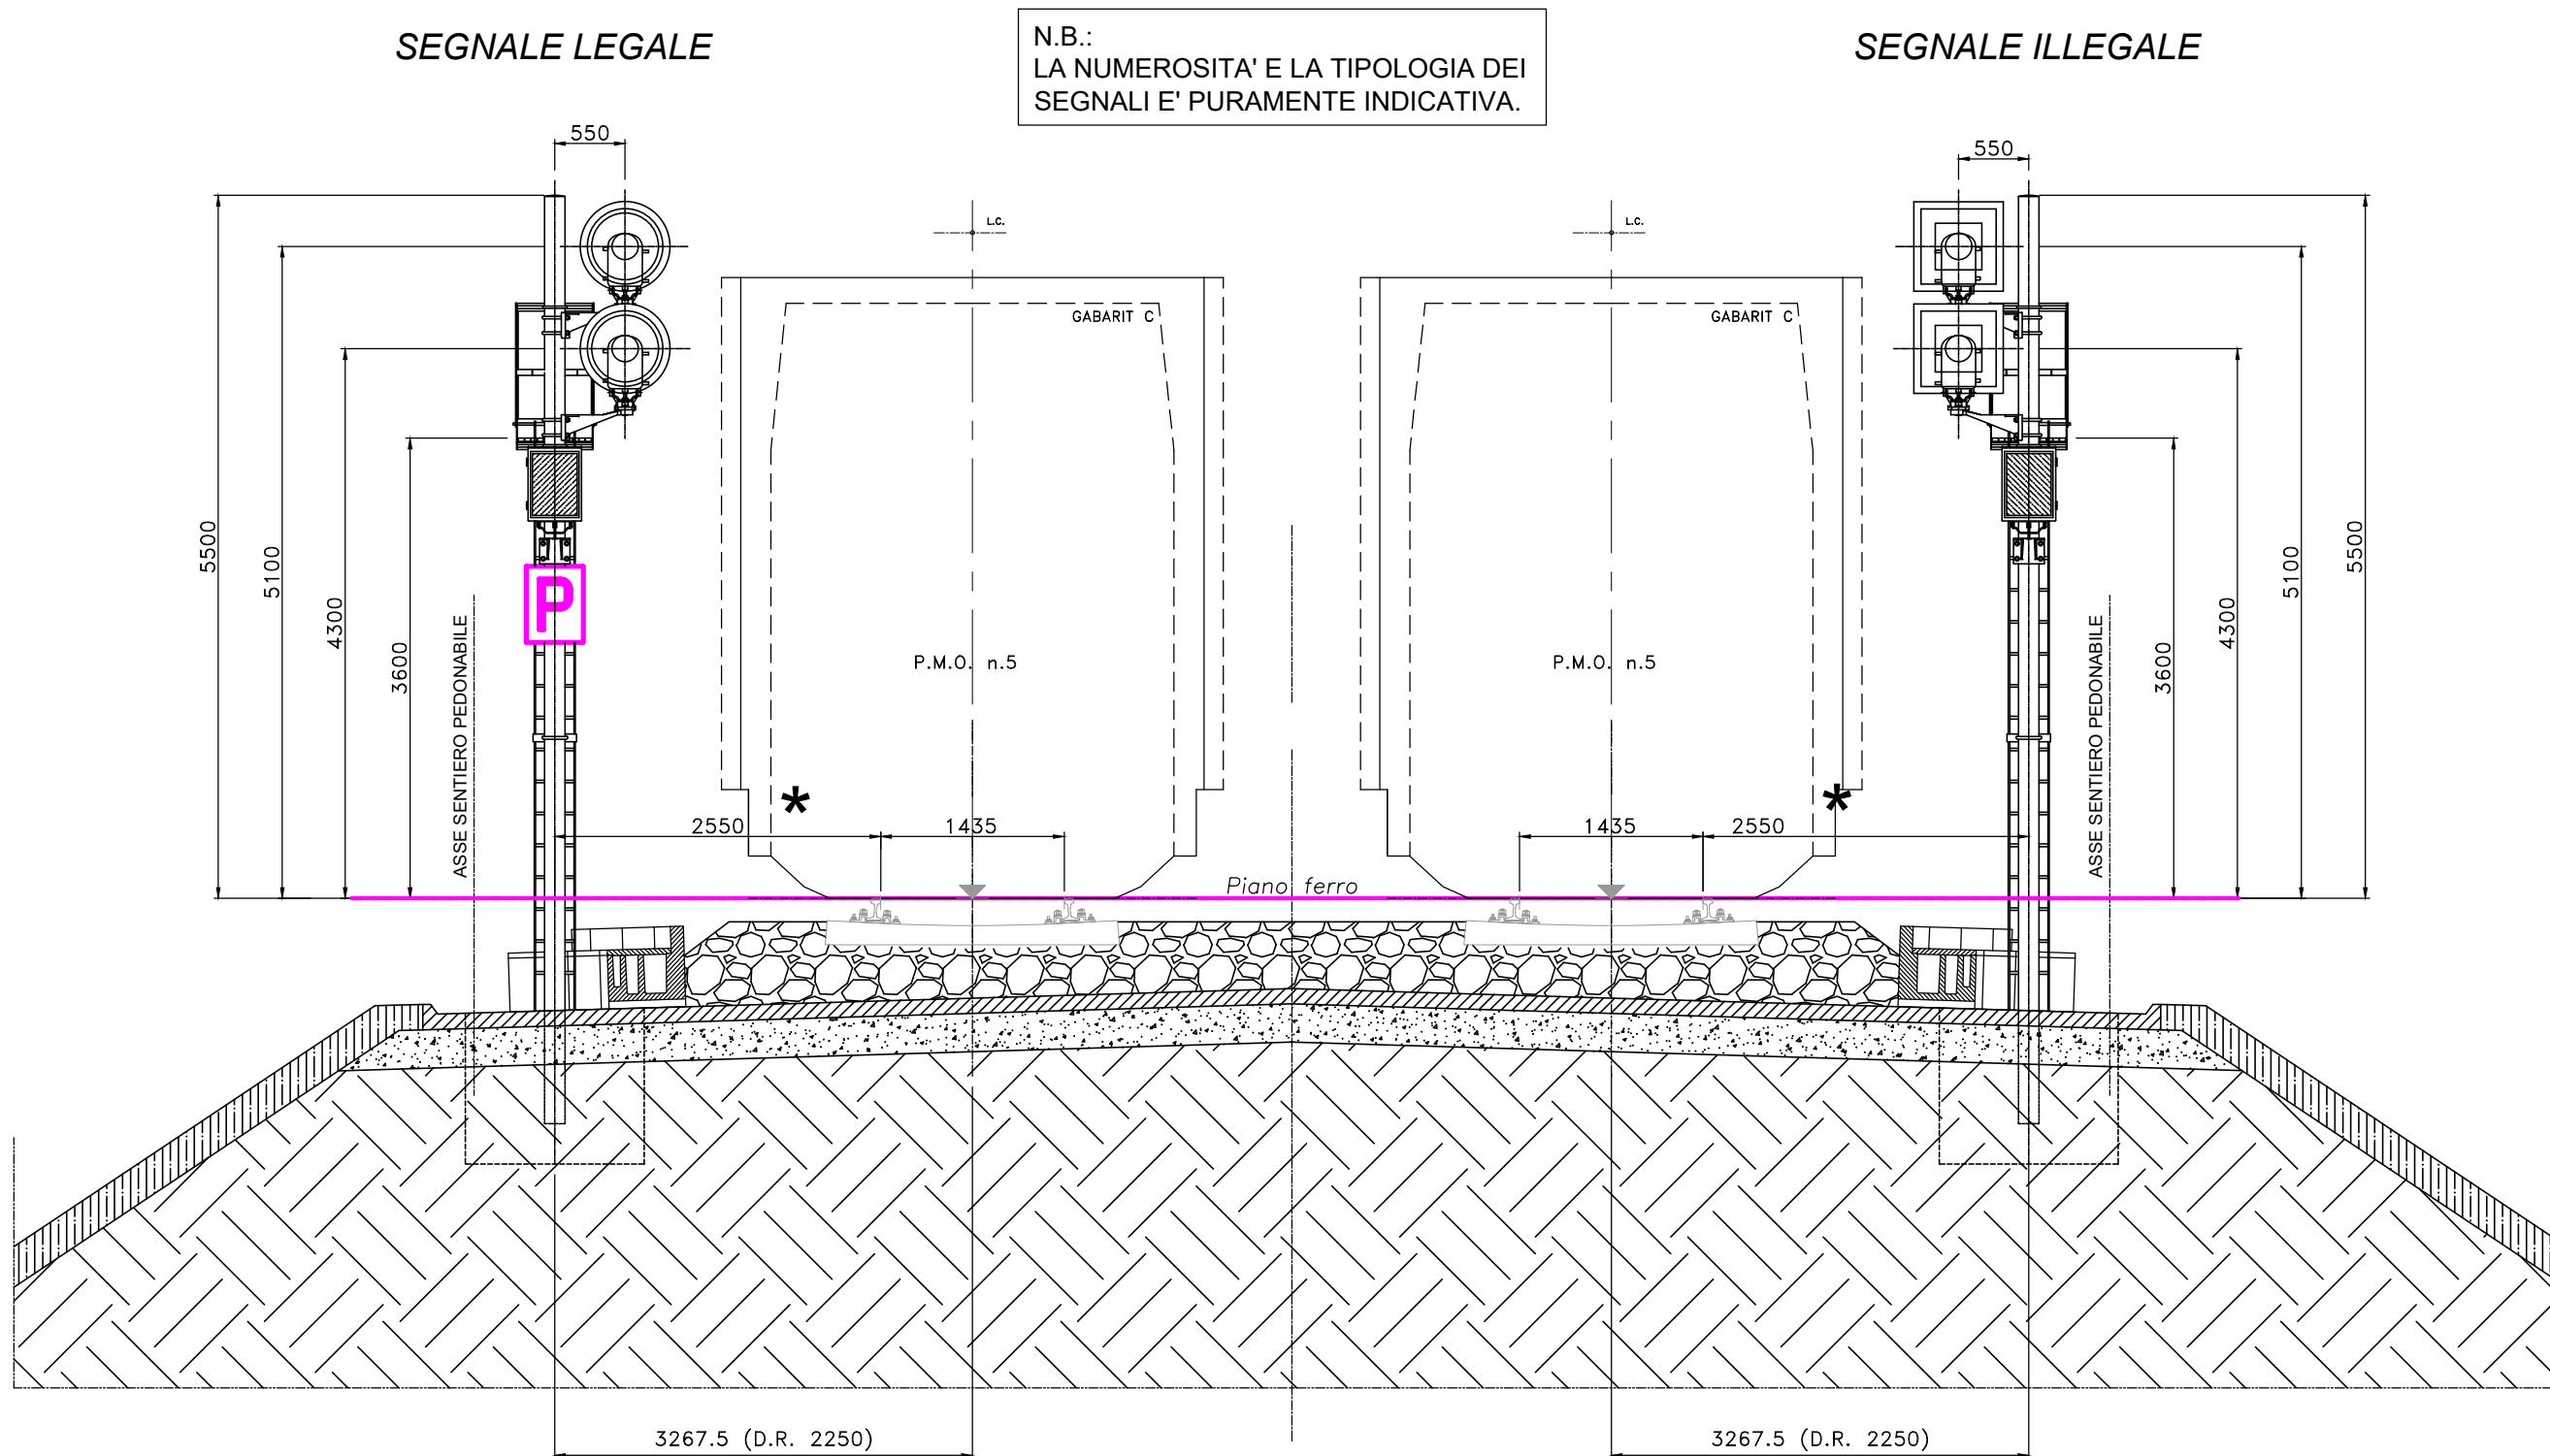 SEGNALE LEGALE
N.B.:
LA NUMEROSITA' E LA TIPOLOGIA DEI
SEGNALI E' PURAMENTE INDICATIVA.
SEGNALE ILLEGALE
550
550
L.C.
L.C.
GABARIT C
GABARIT C
5500
5100
4300
3600
P
ASSE SENTIERO PEDONABILE
P.M.O. n.5
P.M.O. n.5
ASSE SENTIERO PEDONABILE
3600
4300
5100
5500
*
*
2550
1435
1435
2550
Piano ferro
3267.5 (D.R. 2250)
3267.5 (D.R. 2250)